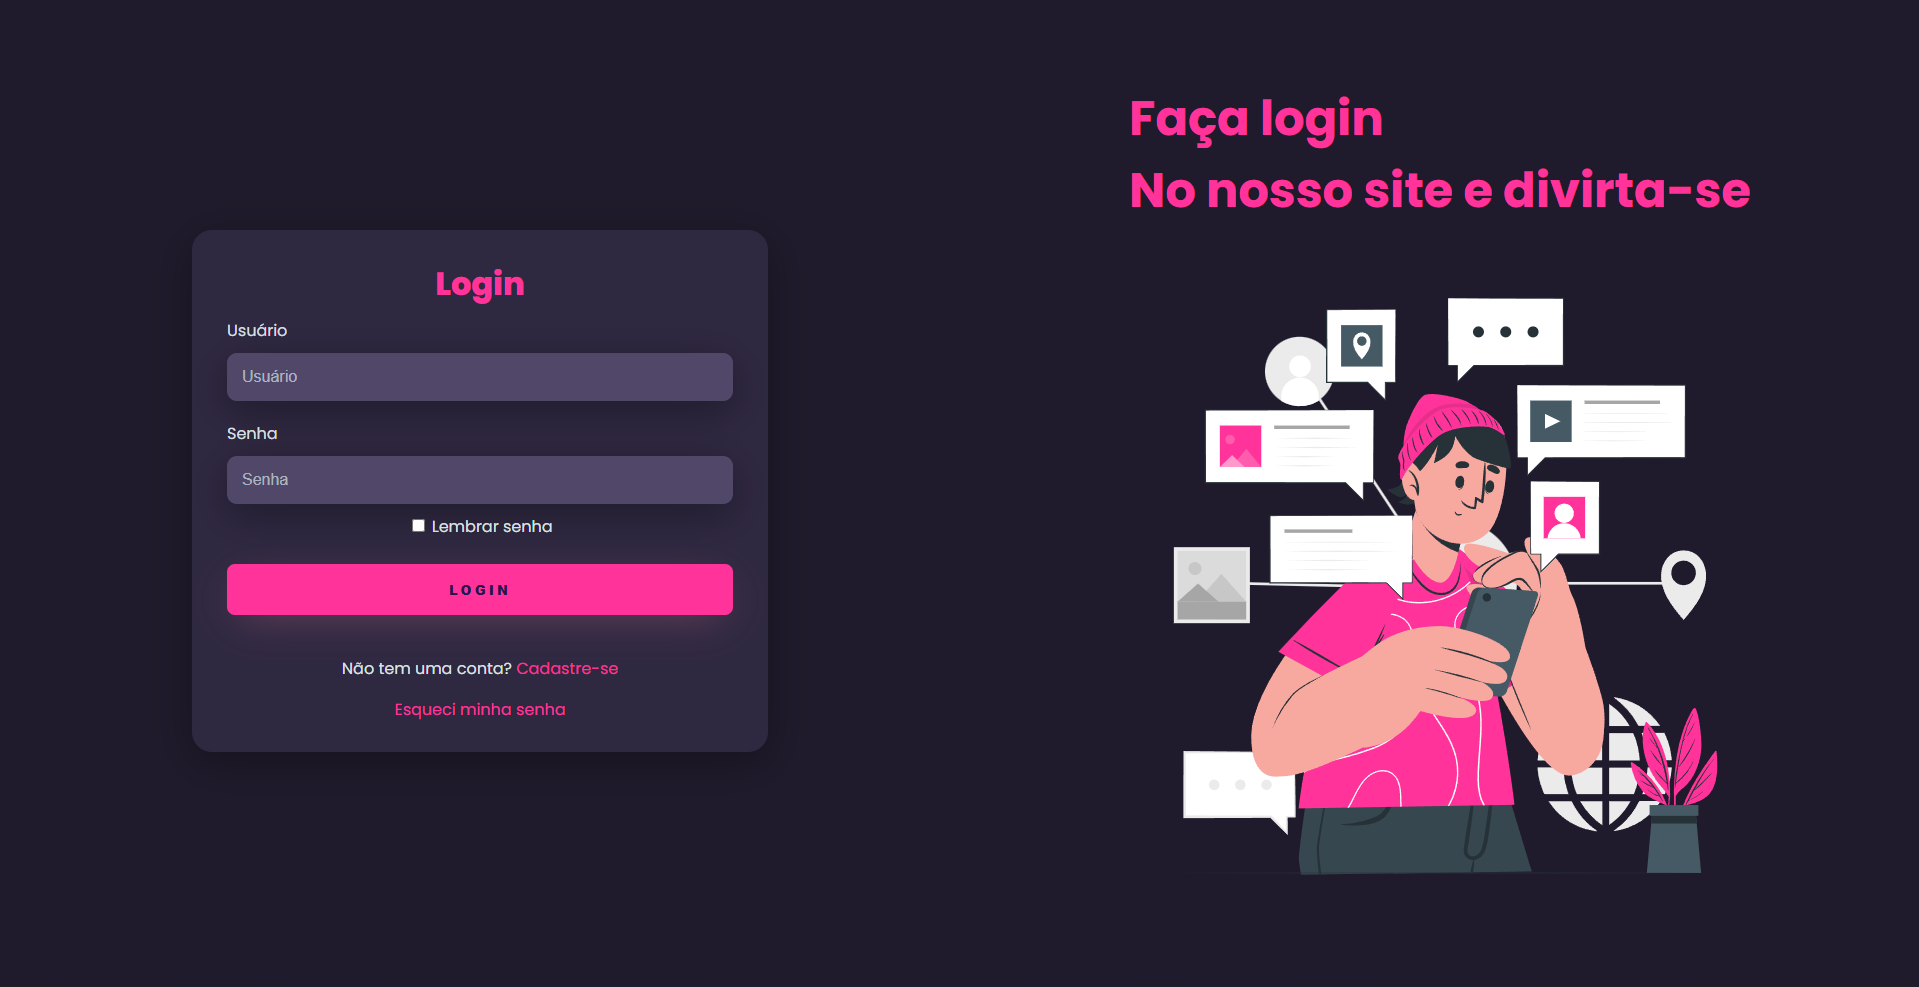 Login
Usuário
Usuário
Senha
Senha
Lembrar senha
LOGIN
Não tem uma conta? Cadastre-se
Esqueci minha senha
Faça login
No nosso site e divirta-se